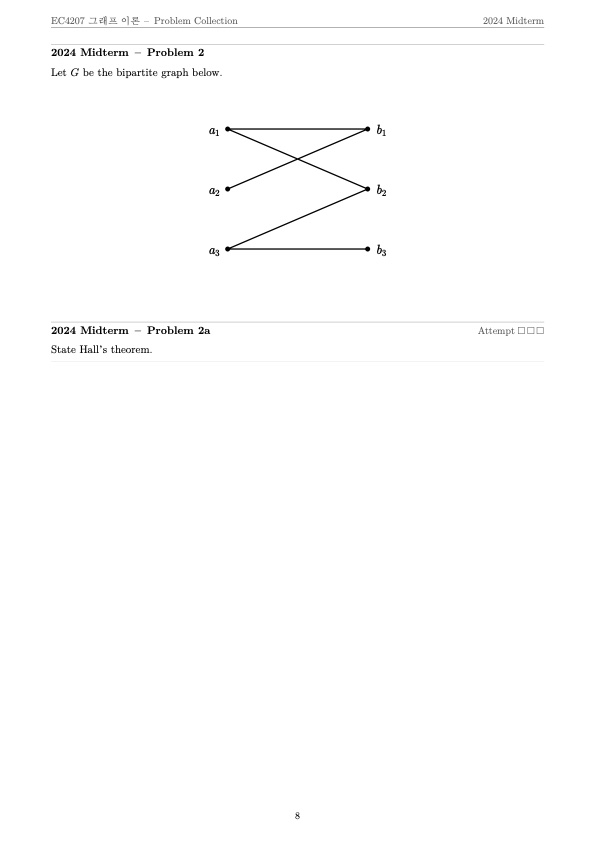 EC4207 그래프 이론 – Problem Collection 2024 Midterm
2024 Midterm – Problem 2
Let G be the bipartite graph below.
a₁ b₁
a₂ b₂
a₃ b₃
2024 Midterm – Problem 2a Attempt □□□
State Hall's theorem.
8